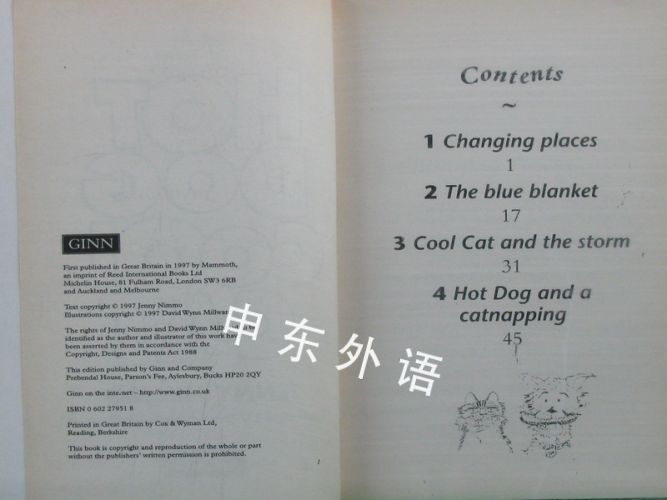 GINN
First published in Great Britain in 1997 by Mammoth,
an imprint of Reed International Books Ltd
Michelin House, 81 Fulham Road, London SW3 6RB
and Auckland and Melbourne
Text copyright © 1997 Jenny Nimmo
Illustrations copyright © 1997 David Wynn Millwa
The rights of Jenny Nimmo and David Wynn
identified as the author and illustrator of this work have
been asserted by them in accordance with the
Copyright, Designs and Patents Act 1988
This edition published by Ginn and Company
Prebendal House, Parson's Fee, Aylesbury, Bucks HP20 2QY
Ginn on the internet – http://www.ginn.co.uk
ISBN 0 602 27951 8
Printed in Great Britain by Cox & Wyman Ltd,
Reading, Berkshire
This book is copyright and reproduction of the whole or part
without the publishers' written permission is prohibited.
Contents
~
1 Changing places
1
2 The blue blanket
17
3 Cool Cat and the storm
31
4 Hot Dog and a
catnapping
45
申东外语